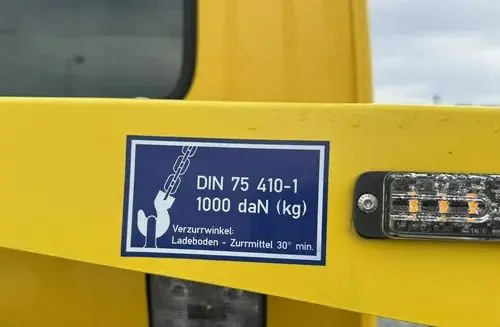 DIN 75 410-1
1000 daN (kg)
Verzurrwinkel:
Ladeboden - Zurrmittel 30° min.